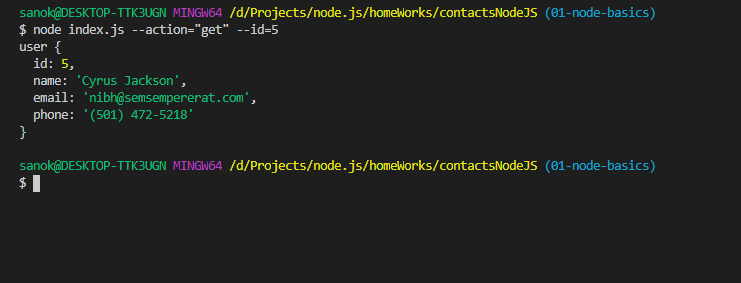 sanok@DESKTOP-TTK3UGN MINGW64 /d/Projects/node.js/homeWorks/contactsNodeJS (01-node-basics)
$ node index.js --action="get" --id=5
user {
  id: 5,
  name: 'Cyrus Jackson',
  email: 'nibh@semsempererat.com',
  phone: '(501) 472-5218'
}
sanok@DESKTOP-TTK3UGN MINGW64 /d/Projects/node.js/homeWorks/contactsNodeJS (01-node-basics)
$